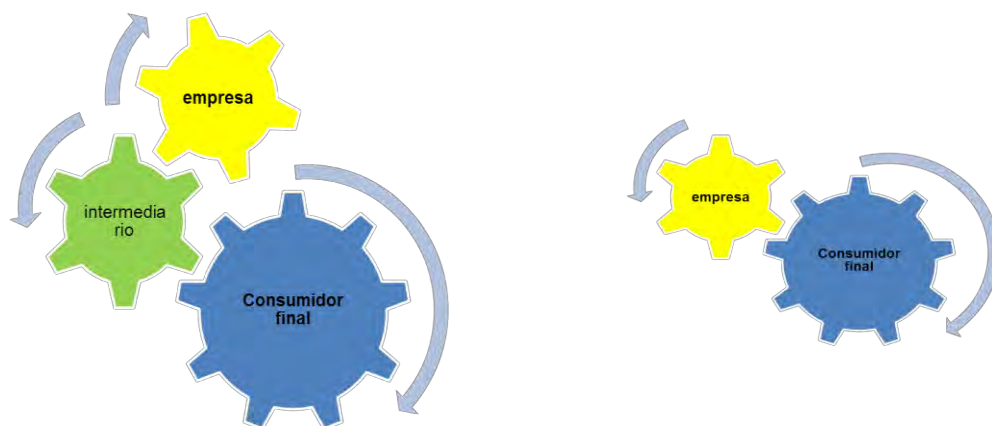 empresa
intermedia
rio
Consumidor
final
empresa
Consumidor
final